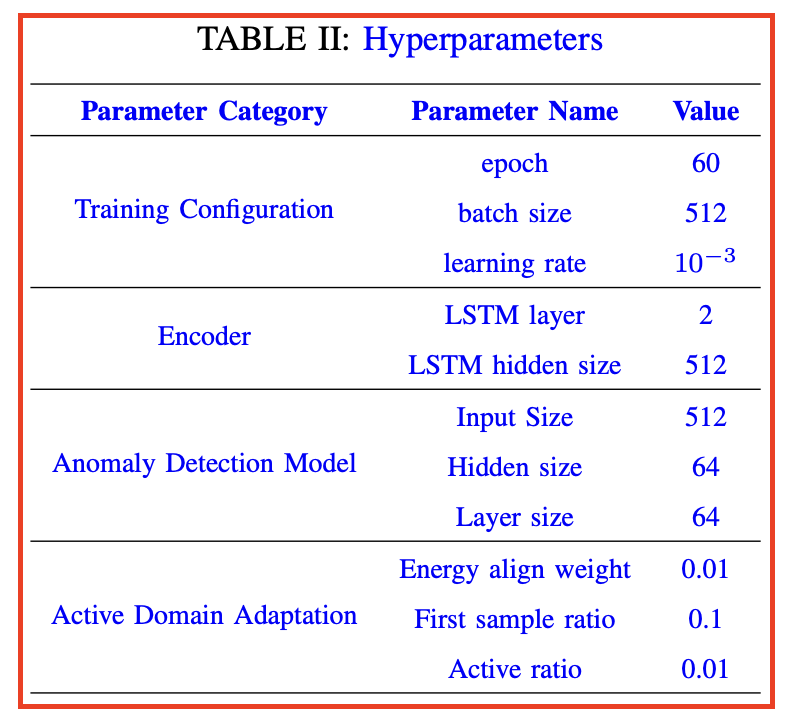 TABLE II: Hyperparameters
Parameter Category Parameter Name Value
Training Configuration
epoch 60
batch size 512
learning rate 10⁻³
Encoder
LSTM layer 2
LSTM hidden size 512
Anomaly Detection Model
Input Size 512
Hidden size 64
Layer size 64
Active Domain Adaptation
Energy align weight 0.01
First sample ratio 0.1
Active ratio 0.01